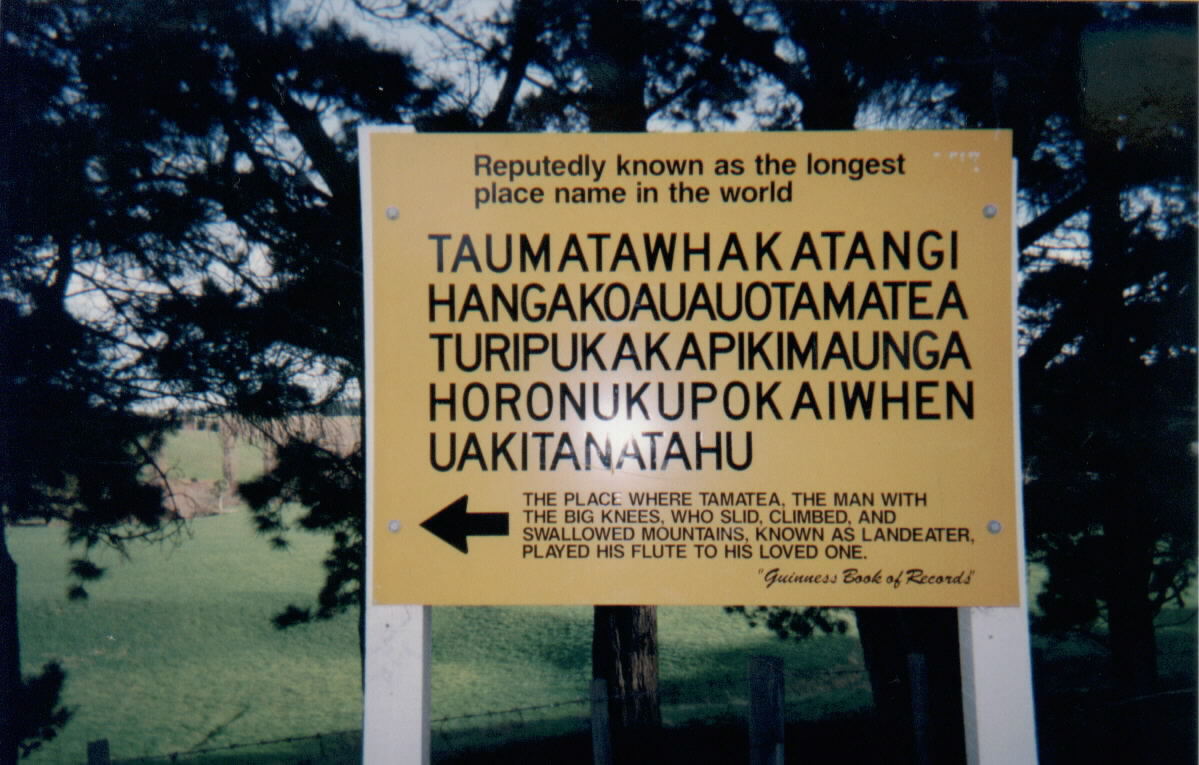 Reputedly known as the longest
place name in the world
TAUMATAWHAKATANGI
HANGAKOAUAUOTAMATEA
TURIPUKAKAPIKIMAUNGA
HORONUKUPOKAIWHEN
UAKITANATAHU
THE PLACE WHERE TAMATEA, THE MAN WITH
THE BIG KNEES, WHO SLID, CLIMBED, AND
SWALLOWED MOUNTAINS, KNOWN AS LANDEATER,
PLAYED HIS FLUTE TO HIS LOVED ONE.
"Guinness Book of Records"